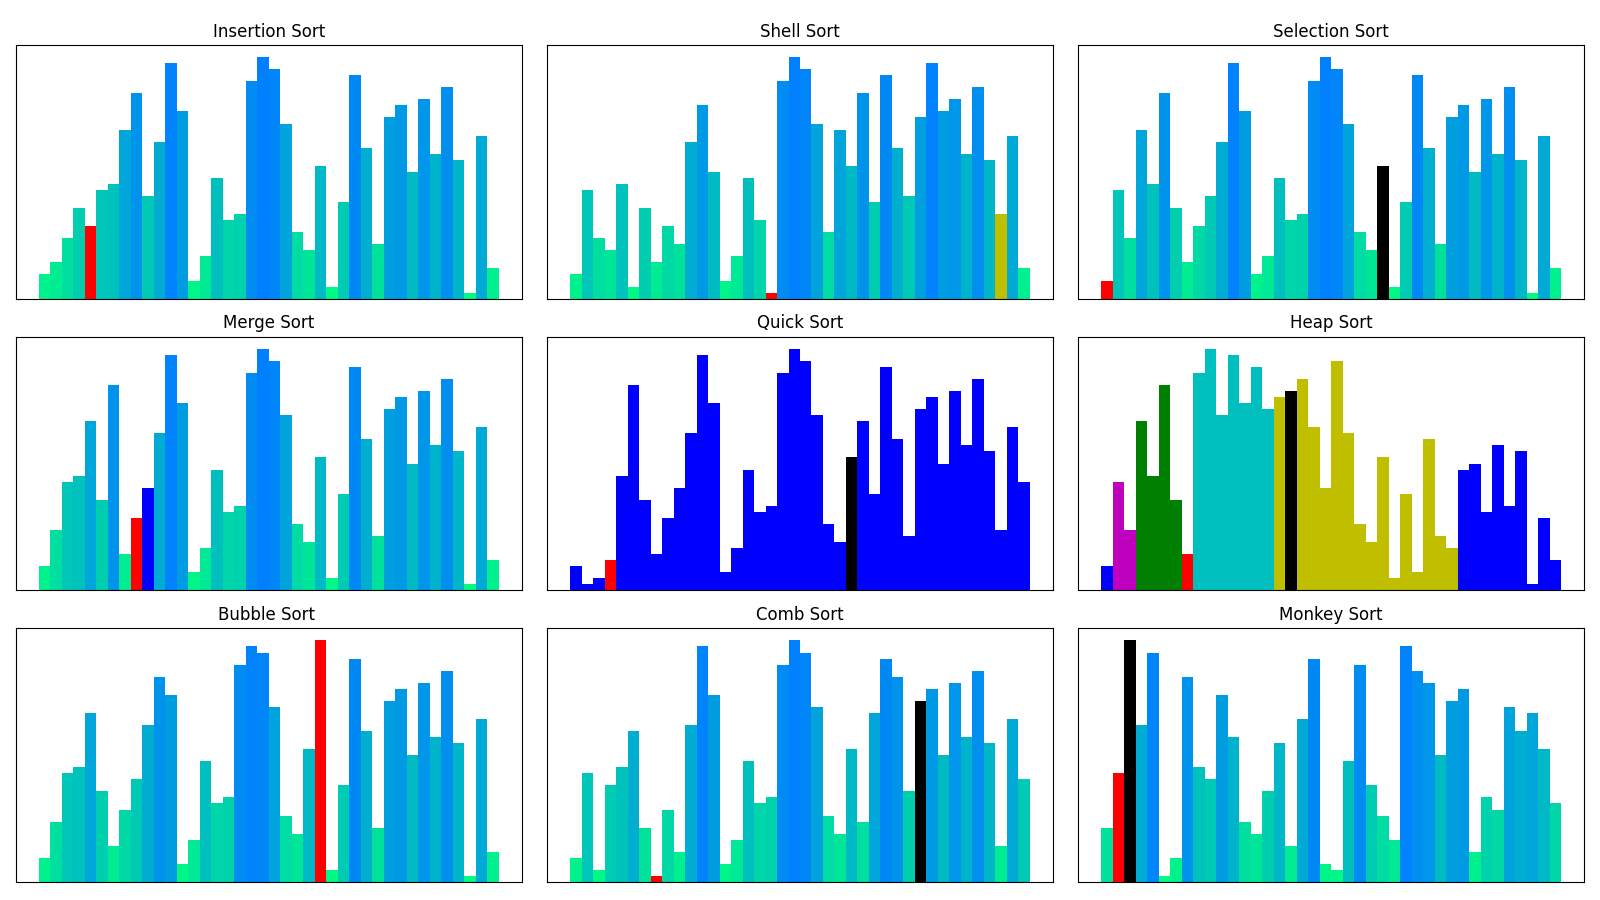 Insertion Sort
Shell Sort
Selection Sort
Merge Sort
Quick Sort
Heap Sort
Bubble Sort
Comb Sort
Monkey Sort